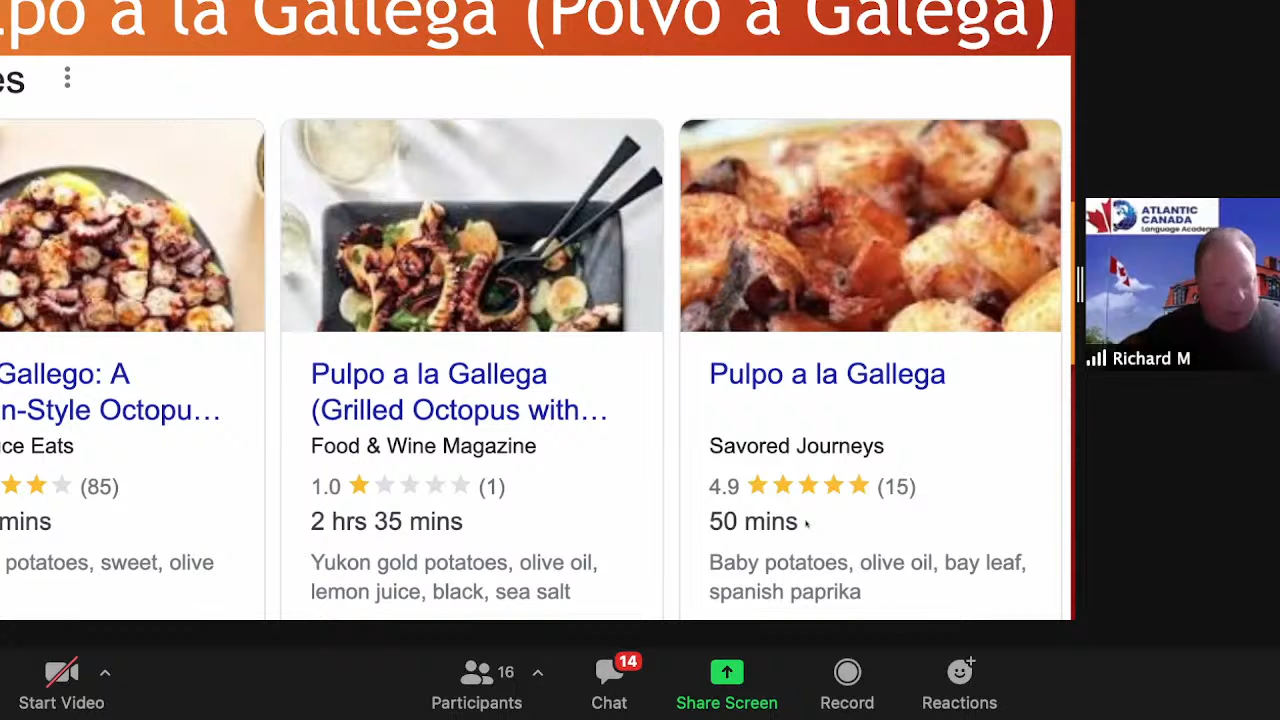 po a la Gallega (Polvo à Galega)
es
Gallego: A
n-Style Octopu…
ce Eats
(85)
mins
potatoes, sweet, olive
Pulpo a la Gallega
(Grilled Octopus with…
Food & Wine Magazine
1.0 (1)
2 hrs 35 mins
Yukon gold potatoes, olive oil,
lemon juice, black, sea salt
Pulpo a la Gallega
Savored Journeys
4.9 (15)
50 mins
Baby potatoes, olive oil, bay leaf,
spanish paprika
ATLANTIC
CANADA
Language Academy
Richard M
Start Video
16
Participants
14
Chat
Share Screen
Record
Reactions